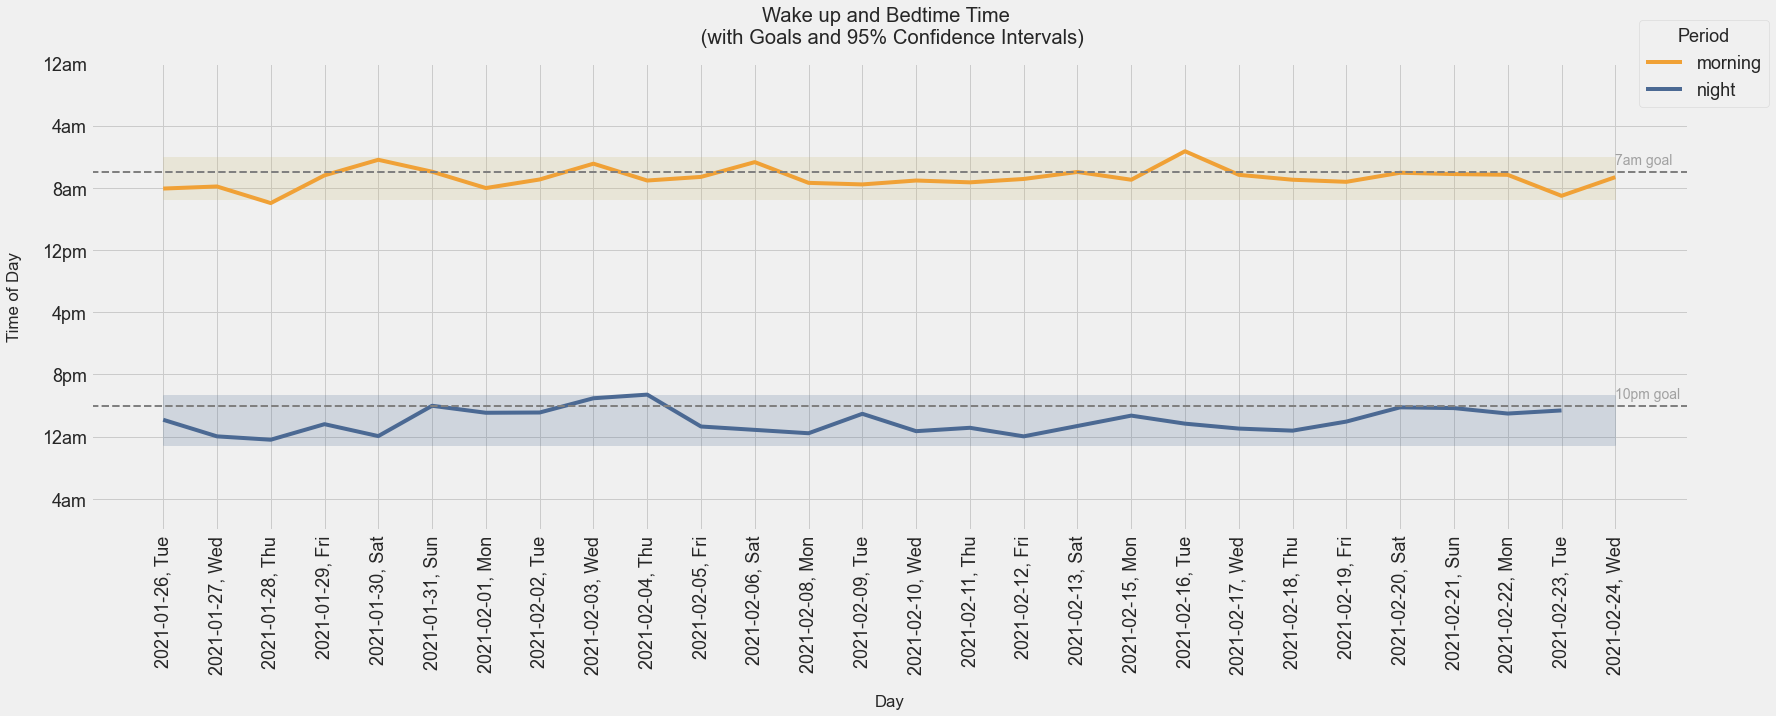 Wake up and Bedtime Time
(with Goals and 95% Confidence Intervals)
Period
morning
night
12am
4am
8am
12pm
4pm
8pm
12am
4am
Time of Day
7am goal
10pm goal
2021-01-26, Tue
2021-01-27, Wed
2021-01-28, Thu
2021-01-29, Fri
2021-01-30, Sat
2021-01-31, Sun
2021-02-01, Mon
2021-02-02, Tue
2021-02-03, Wed
2021-02-04, Thu
2021-02-05, Fri
2021-02-06, Sat
2021-02-08, Mon
2021-02-09, Tue
2021-02-10, Wed
2021-02-11, Thu
2021-02-12, Fri
2021-02-13, Sat
2021-02-15, Mon
2021-02-16, Tue
2021-02-17, Wed
2021-02-18, Thu
2021-02-19, Fri
2021-02-20, Sat
2021-02-21, Sun
2021-02-22, Mon
2021-02-23, Tue
2021-02-24, Wed
Day